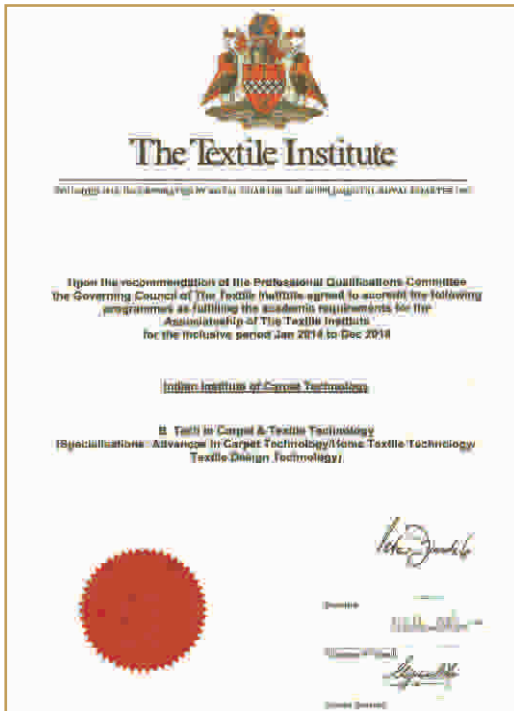 The Textile Institute
Upon the recommendation of the Professional Qualifications Committee
the Governing Council of The Textile Institute agreed to accredit the following
programmes as fulfilling the academic requirements for the
Associateship of The Textile Institute
for the inclusive period Jan 2014 to Dec 2018
Indian Institute of Carpet Technology
B. Tech in Carpet & Textile Technology
(Specialisations: Advances in Carpet Technology/Home Textile Technology
Textile Design Technology)